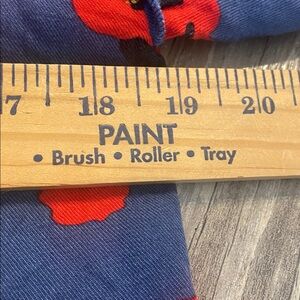 7 18 19 20
PAINT
• Brush • Roller • Tray